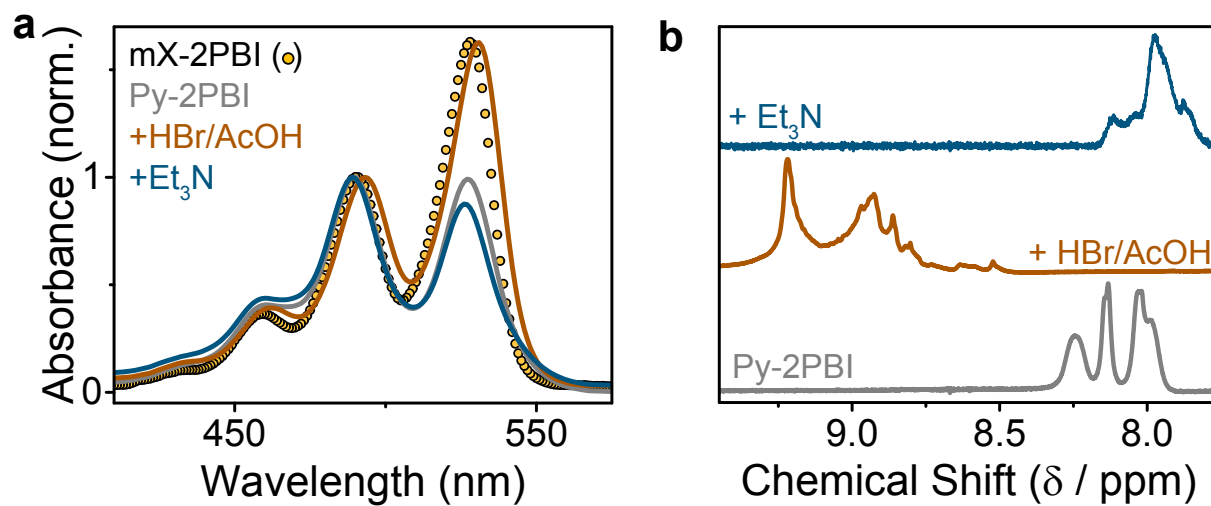 a
mX-2PBI ( )
Py-2PBI
+HBr/AcOH
+Et₃N
Absorbance (norm.)
1
0
450
550
Wavelength (nm)
b
+ Et₃N
+ HBr/AcOH
Py-2PBI
9.0
8.5
8.0
Chemical Shift (δ / ppm)